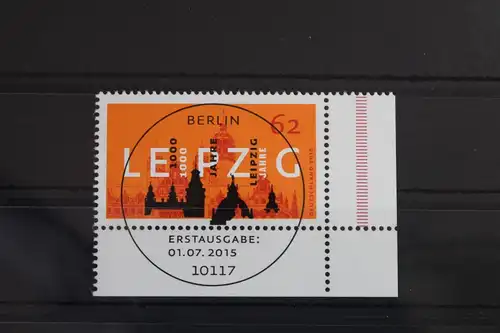 BERLIN
62
LEIPZIG
1000
1000
JAHRE
LEIPZIG
JAHRE
DEUTSCHLAND 2015
ERSTAUSGABE:
01.07.2015
10117